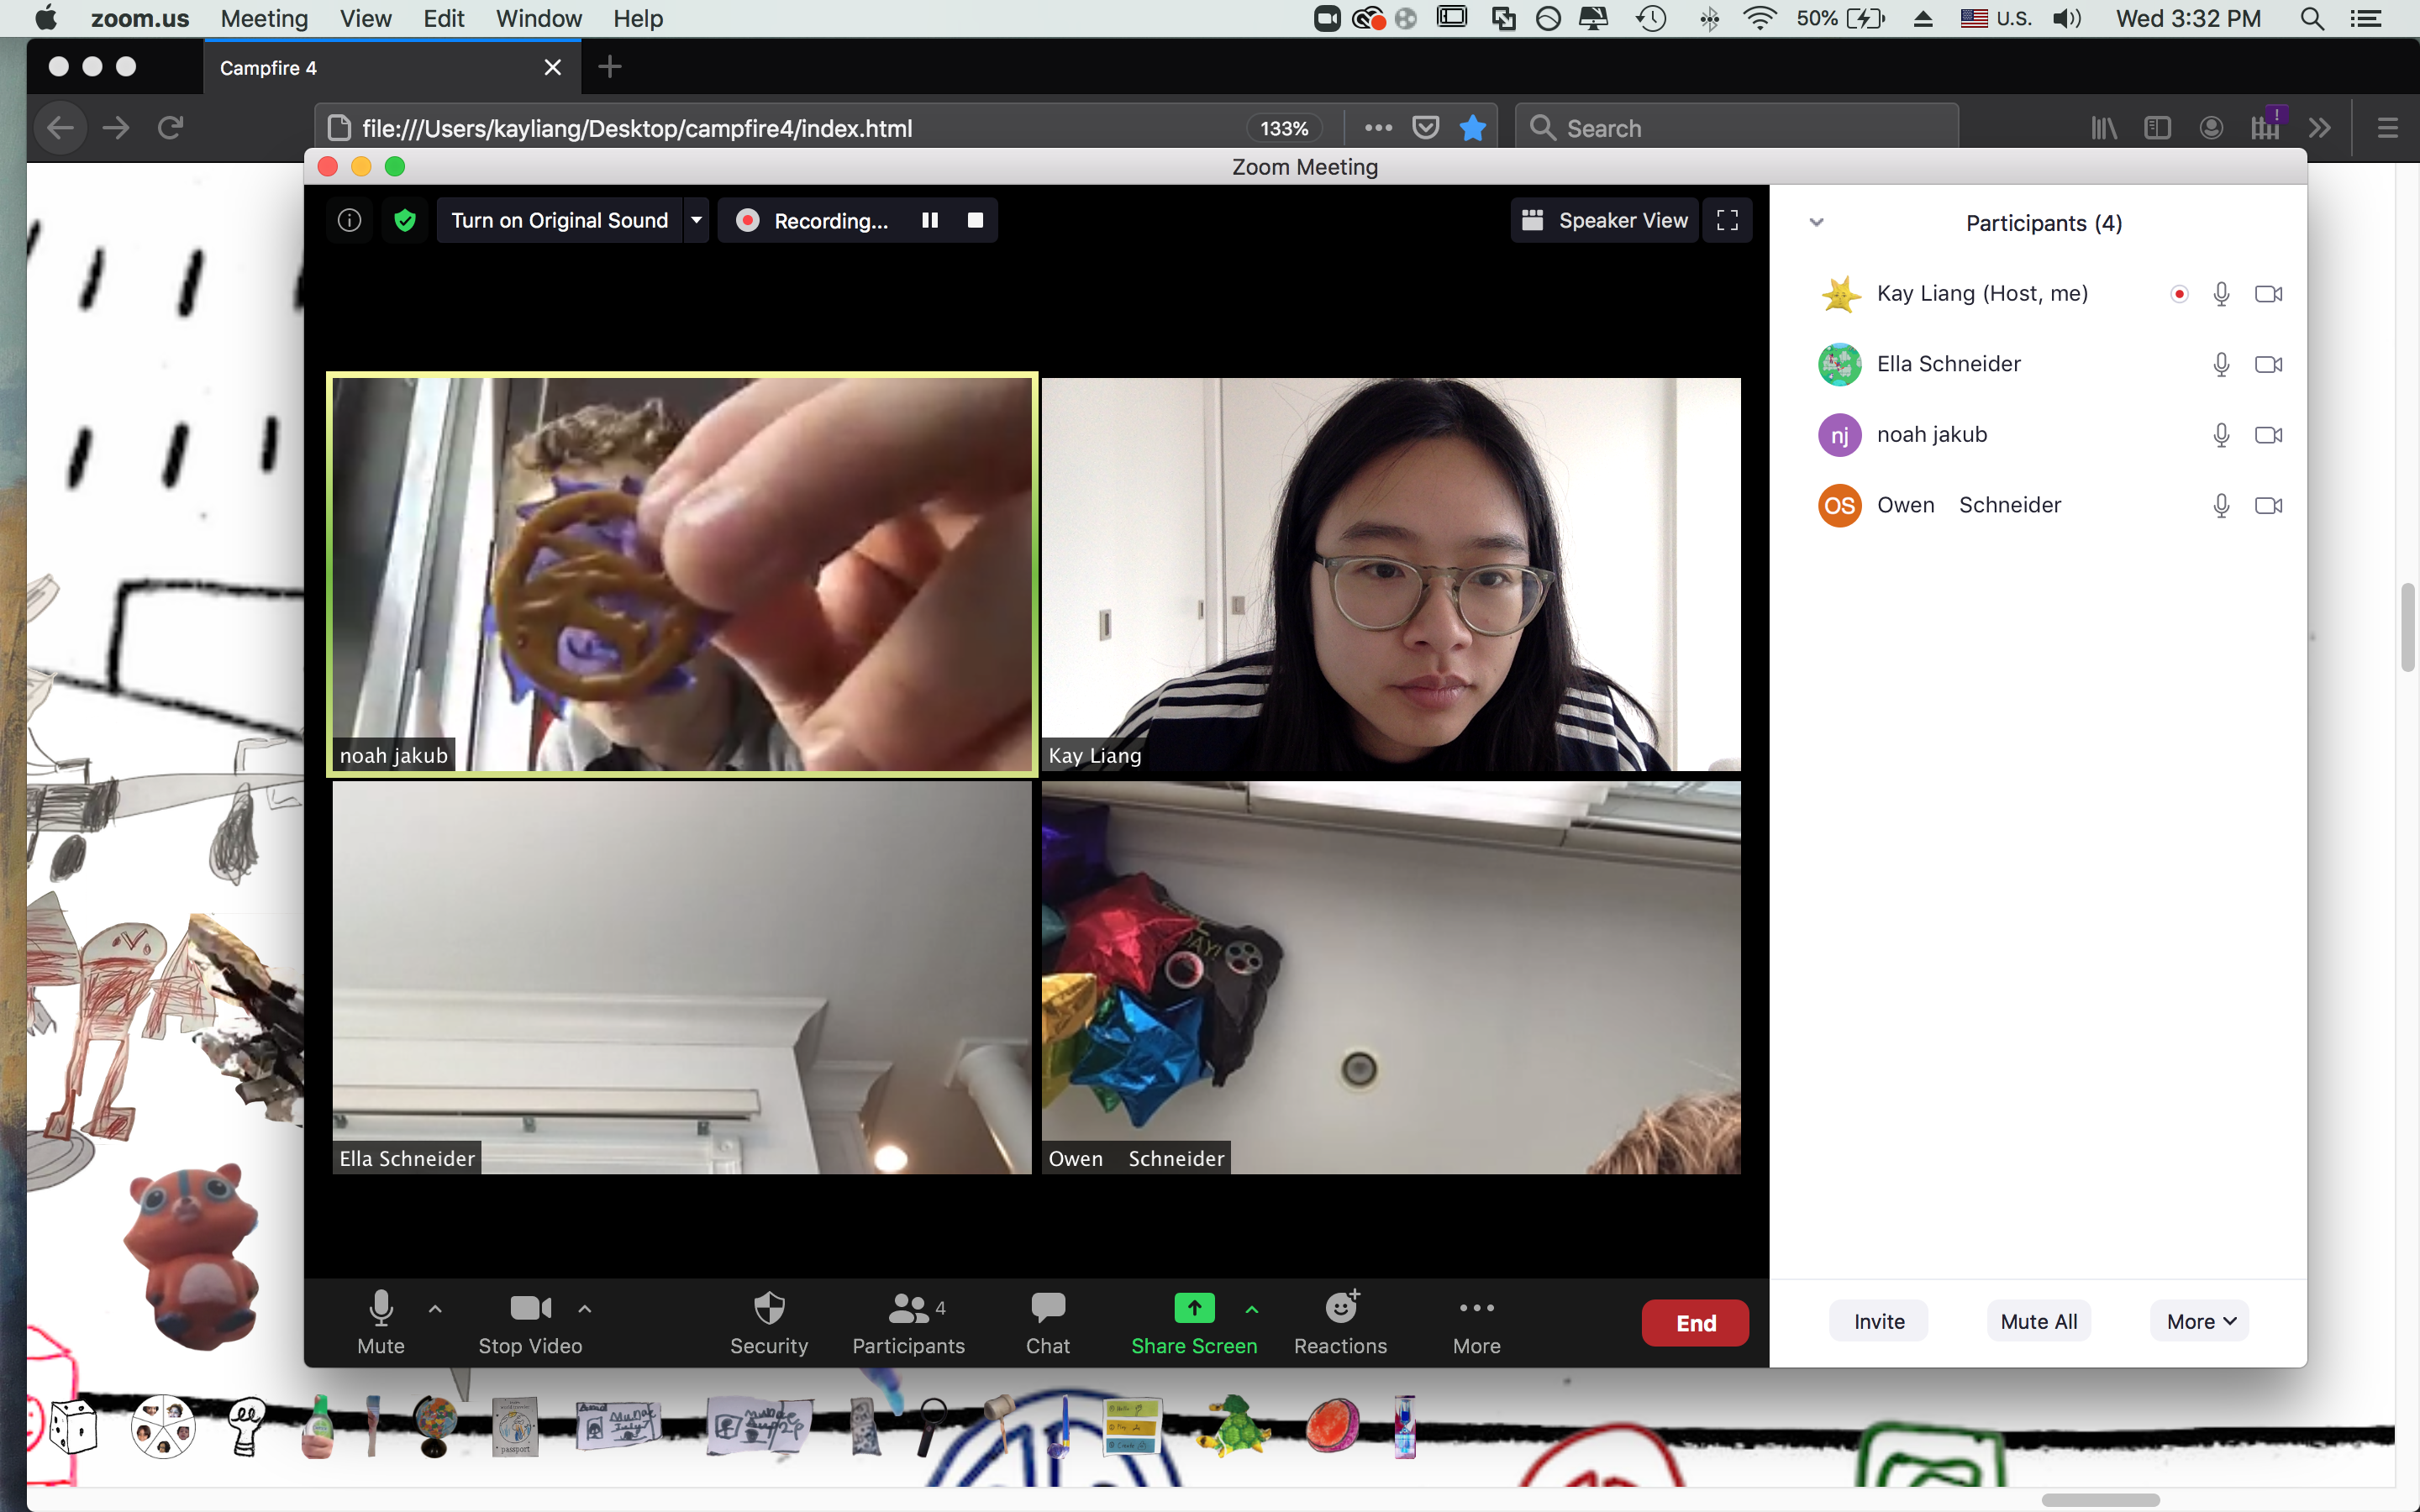 zoom.us Meeting View Edit Window Help 50% U.S. Wed 3:32 PM
Campfire 4
file:///Users/kayliang/Desktop/campfire4/index.html 133% Search
Zoom Meeting
Turn on Original Sound Recording... Speaker View
Participants (4)
Kay Liang (Host, me)
Ella Schneider
nj noah jakub
OS Owen Schneider
noah jakub
Kay Liang
DAY!
Ella Schneider
Owen Schneider
4
Mute Stop Video Security Participants Chat Share Screen Reactions More
End
Invite Mute All More
passport